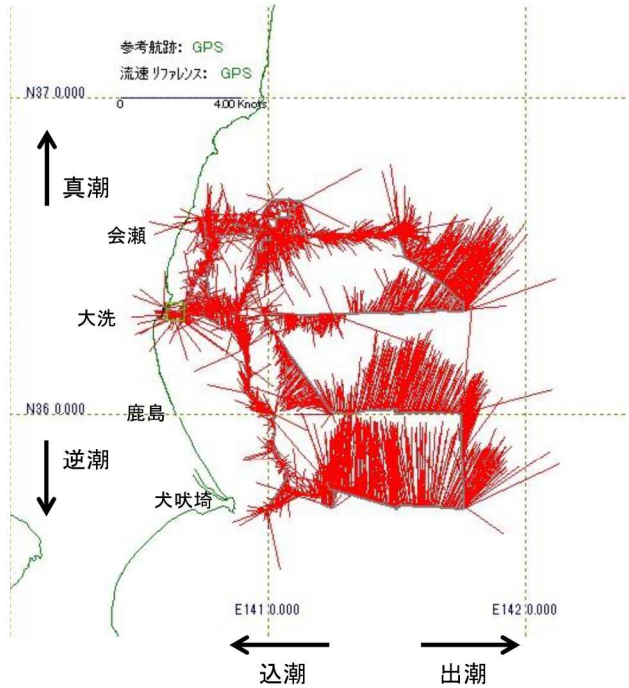 参考航跡: GPS
流速 リファレンス: GPS
0 4.00 Knots
N37 0.000
真潮
会瀬
大洗
N36 0.000
鹿島
逆潮
犬吠埼
E141 0.000
E142 0.000
込潮
出潮